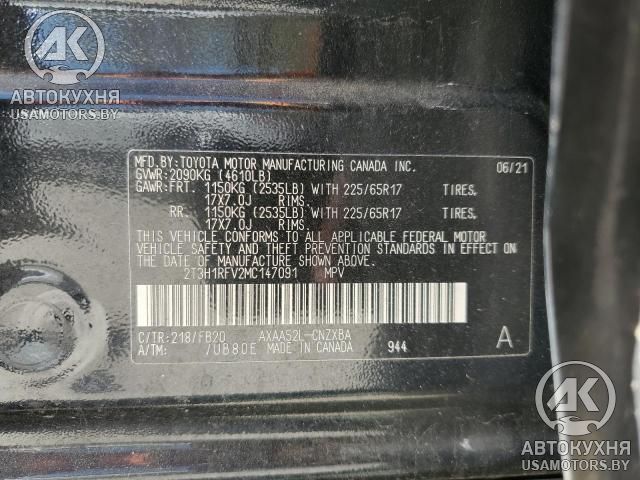 АК
АВТОКУХНЯ
USAMOTORS.BY
MFD.BY:TOYOTA MOTOR MANUFACTURING CANADA INC. 06/21
GVWR:2090KG (4610LB)
GAWR:FRT. 1150KG (2535LB) WITH 225/65R17 TIRES.
17X7.0J RIMS.
RR. 1150KG (2535LB) WITH 225/65R17 TIRES.
17X7.0J RIMS.
THIS VEHICLE CONFORMS TO ALL APPLICABLE FEDERAL MOTOR
VEHICLE SAFETY AND THEFT PREVENTION STANDARDS IN EFFECT ON
THE DATE OF MANUFACTURE SHOWN ABOVE.
2T3H1RFV2MC147091 MPV
C/TR:218/FB20 AXAA52L-CNZXBA
A/TM: /UB80E MADE IN CANADA 944 A
АК
АВТОКУХНЯ
USAMOTORS.BY